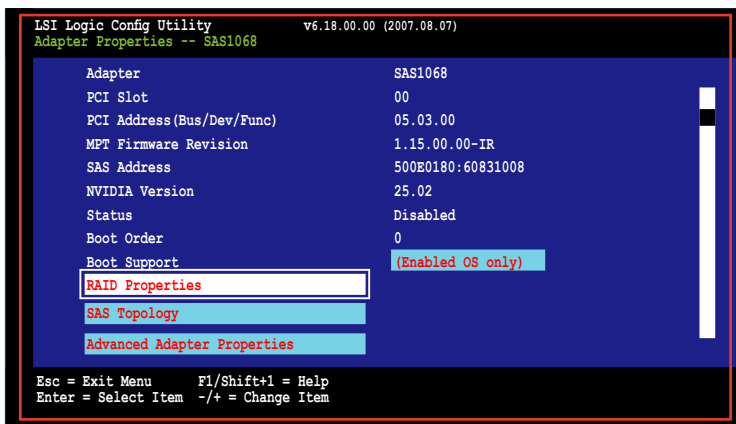 LSI Logic Config Utility v6.18.00.00 (2007.08.07)
Adapter Properties -- SAS1068
Adapter SAS1068
PCI Slot 00
PCI Address(Bus/Dev/Func) 05.03.00
MPT Firmware Revision 1.15.00.00-IR
SAS Address 500E0180:60831008
NVIDIA Version 25.02
Status Disabled
Boot Order 0
Boot Support (Enabled OS only)
RAID Properties
SAS Topology
Advanced Adapter Properties
Esc = Exit Menu F1/Shift+1 = Help
Enter = Select Item -/+ = Change Item